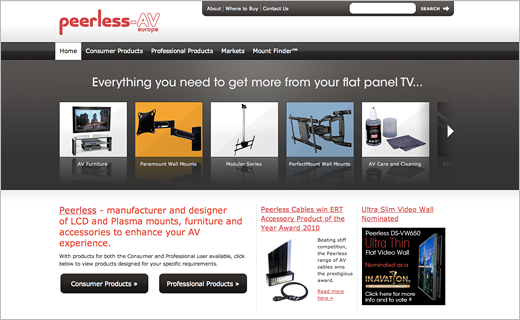 About | Where to Buy | Contact Us
SEARCH
peerless-AV
europe
Home Consumer Products Professional Products Markets Mount Finder™
Everything you need to get more from your flat panel TV...
AV Furniture Paramount Wall Mounts Modular Series PerfectMount Wall Mounts AV Care and Cleaning
Peerless - manufacturer and designer
of LCD and Plasma mounts, furniture and
accessories to enhance your AV
experience.
With products for both the Consumer and Professional user available, click
below to view products designed for your specific requirements.
Consumer Products » Professional Products »
Peerless Cables win ERT
Accessory Product of the
Year Award 2010
Beating stiff
competition,
the Peerless
range of AV
cables wins
the prestigious
award.
Read more
here »
Ultra Slim Video Wall
Nominated
Peerless DS-VW650
Ultra Thin
Flat Video Wall
Nominated as a
INAVATION
Click here for more
info and to vote »